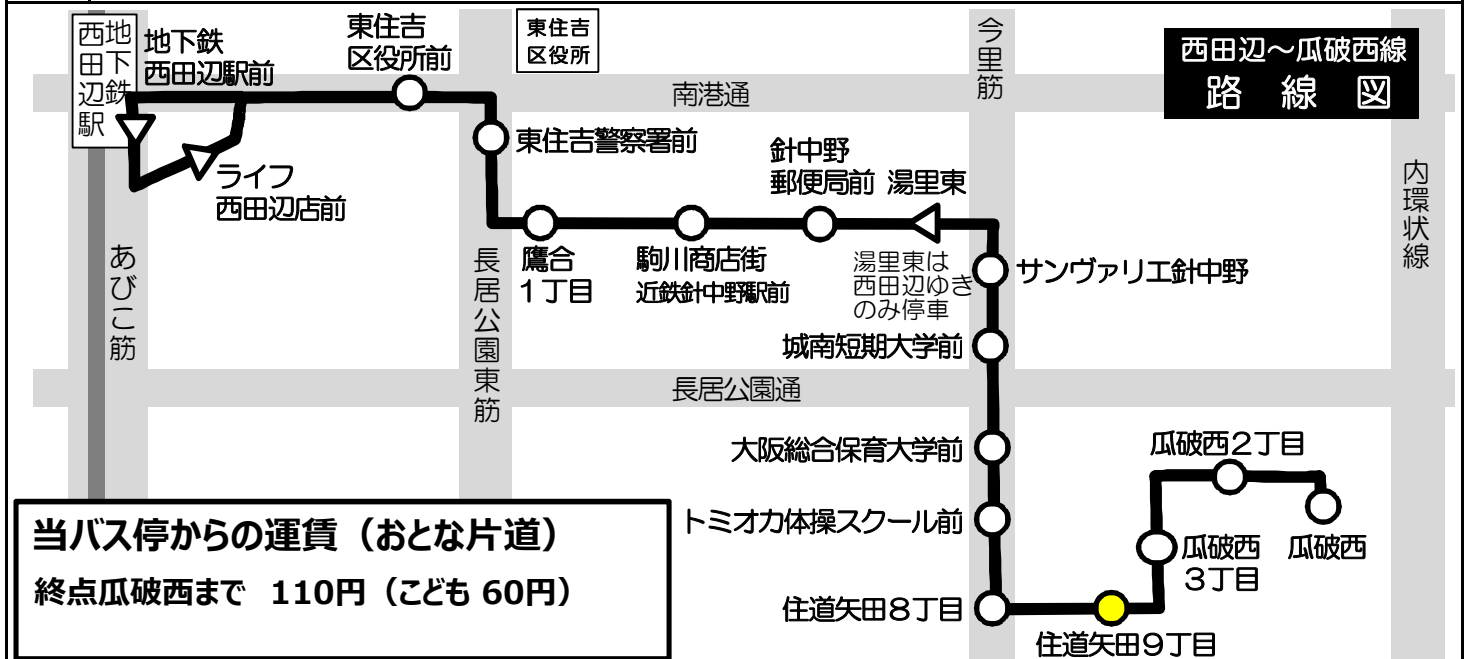 地下鉄
西田辺駅
地下鉄
西田辺駅前
東住吉
区役所前
東住吉
区役所
今里筋
西田辺～瓜破西線
路線図
南港通
東住吉警察署前
針中野
郵便局前
湯里東
内環状線
ライフ
西田辺店前
あびこ筋
長居公園東筋
鷹合
1丁目
駒川商店街
近鉄針中野駅前
湯里東は
西田辺ゆき
のみ停車
サンヴァリエ針中野
城南短期大学前
長居公園通
大阪総合保育大学前
瓜破西2丁目
トミオカ体操スクール前
瓜破西
3丁目
瓜破西
住道矢田8丁目
住道矢田9丁目
当バス停からの運賃（おとな片道）
終点瓜破西まで 110円（こども 60円）